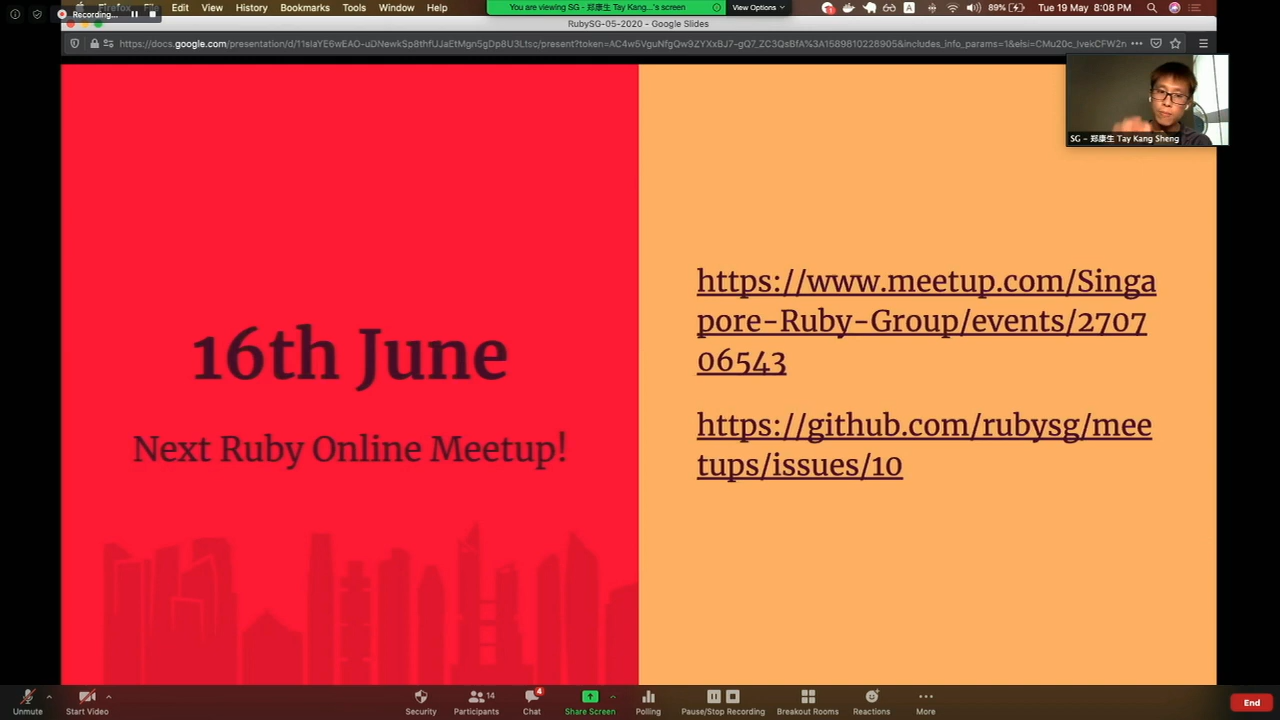 Firefox File Edit View History Bookmarks Tools Window Help
Recording...
You are viewing SG - 郑康生 Tay Kang...'s screen
View Options
A
89%
Tue 19 May 8:08 PM
RubySG-05-2020 - Google Slides
SG - 郑康生 Tay Kang Sheng
16th June
Next Ruby Online Meetup!
https://www.meetup.com/Singa
pore-Ruby-Group/events/2707
06543
https://github.com/rubysg/mee
tups/issues/10
Unmute
Start Video
Security
Participants
14
Chat
4
Share Screen
Polling
Pause/Stop Recording
Breakout Rooms
Reactions
More
End